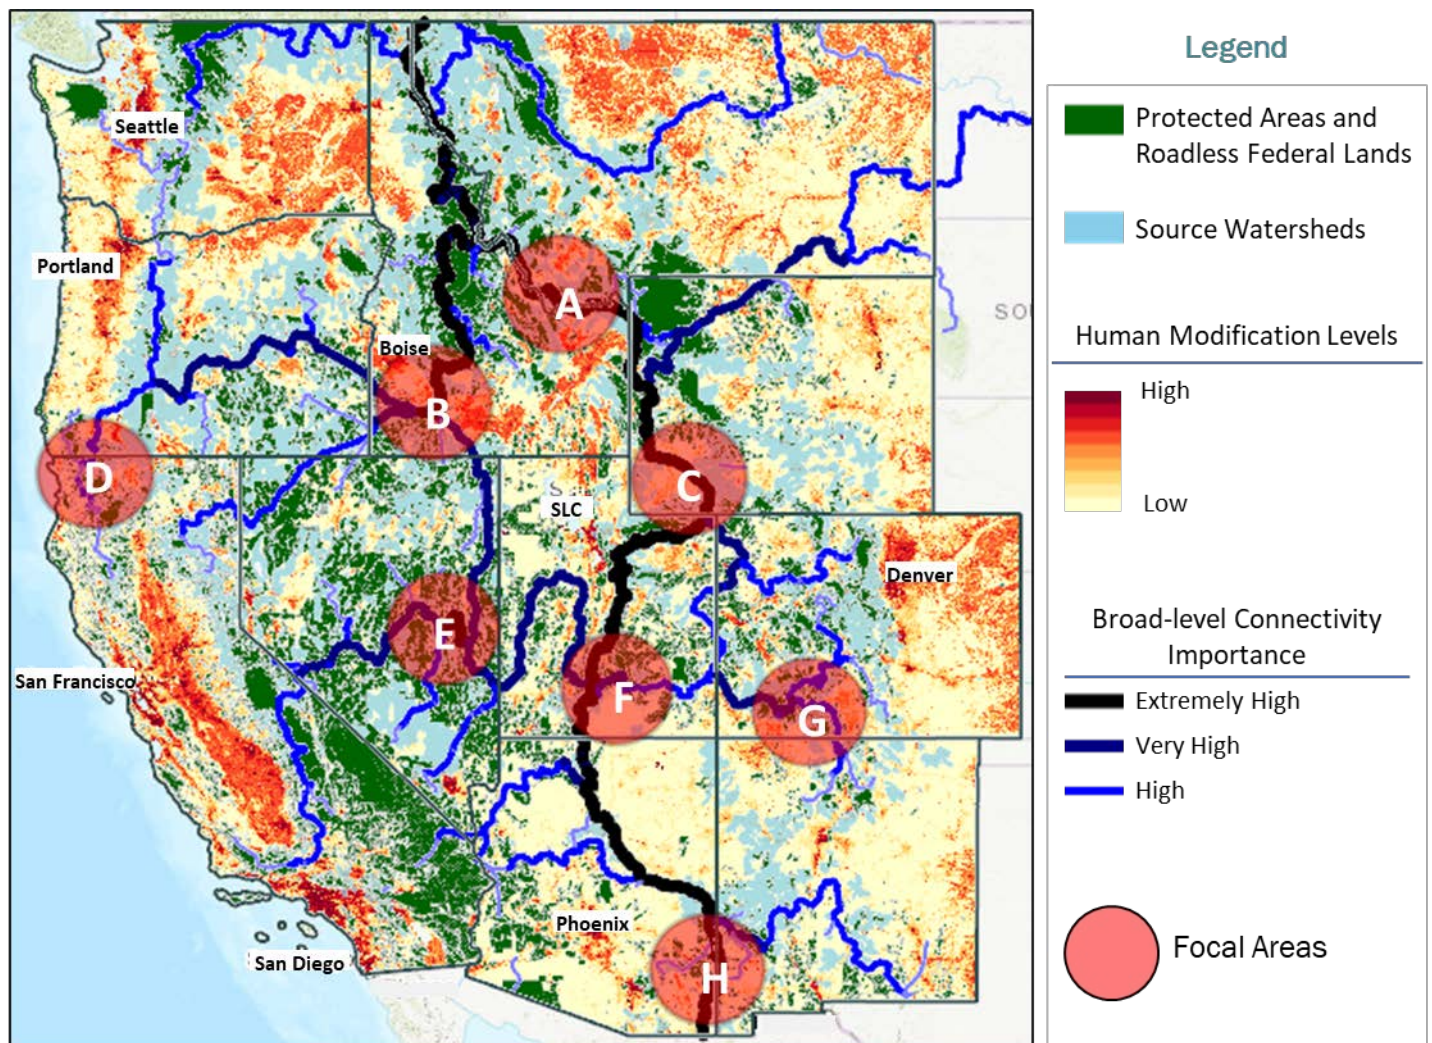 Seattle
Portland
Boise
SLC
Denver
San Francisco
Phoenix
San Diego
A
B
C
D
E
F
G
H
SOU
Legend
Protected Areas and
Roadless Federal Lands
Source Watersheds
Human Modification Levels
High
Low
Broad-level Connectivity
Importance
Extremely High
Very High
High
Focal Areas